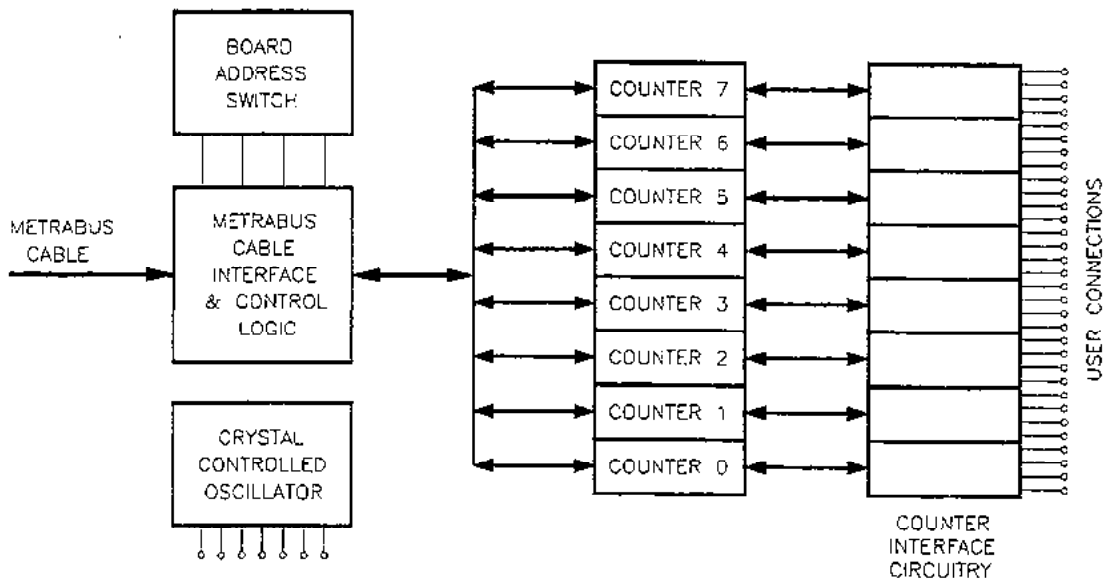 BOARD
ADDRESS
SWITCH
METRABUS
CABLE
METRABUS
CABLE
INTERFACE
& CONTROL
LOGIC
CRYSTAL
CONTROLLED
OSCILLATOR
COUNTER 7
COUNTER 6
COUNTER 5
COUNTER 4
COUNTER 3
COUNTER 2
COUNTER 1
COUNTER 0
COUNTER
INTERFACE
CIRCUITRY
USER CONNECTIONS